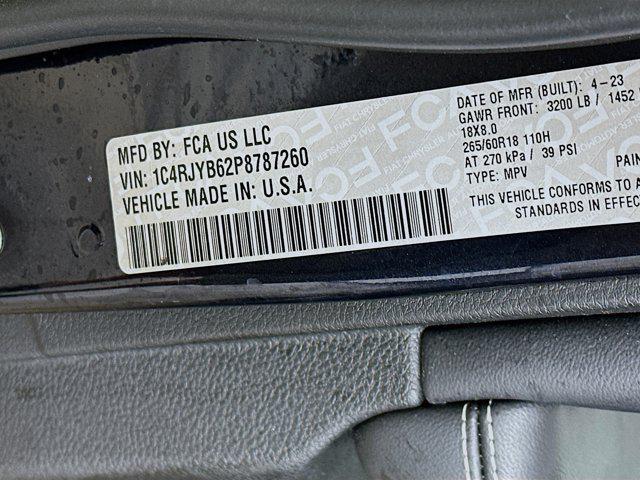 MFD BY: FCA US LLC
VIN: 1C4RJYB62P8787260
VEHICLE MADE IN: U.S.A.
DATE OF MFR (BUILT): 4-23
GAWR FRONT: 3200 LB / 1452
18X8.0
265/60R18 110H
AT 270 kPa / 39 PSI
TYPE: MPV
PAIN
THIS VEHICLE CONFORMS TO A
STANDARDS IN EFFEC